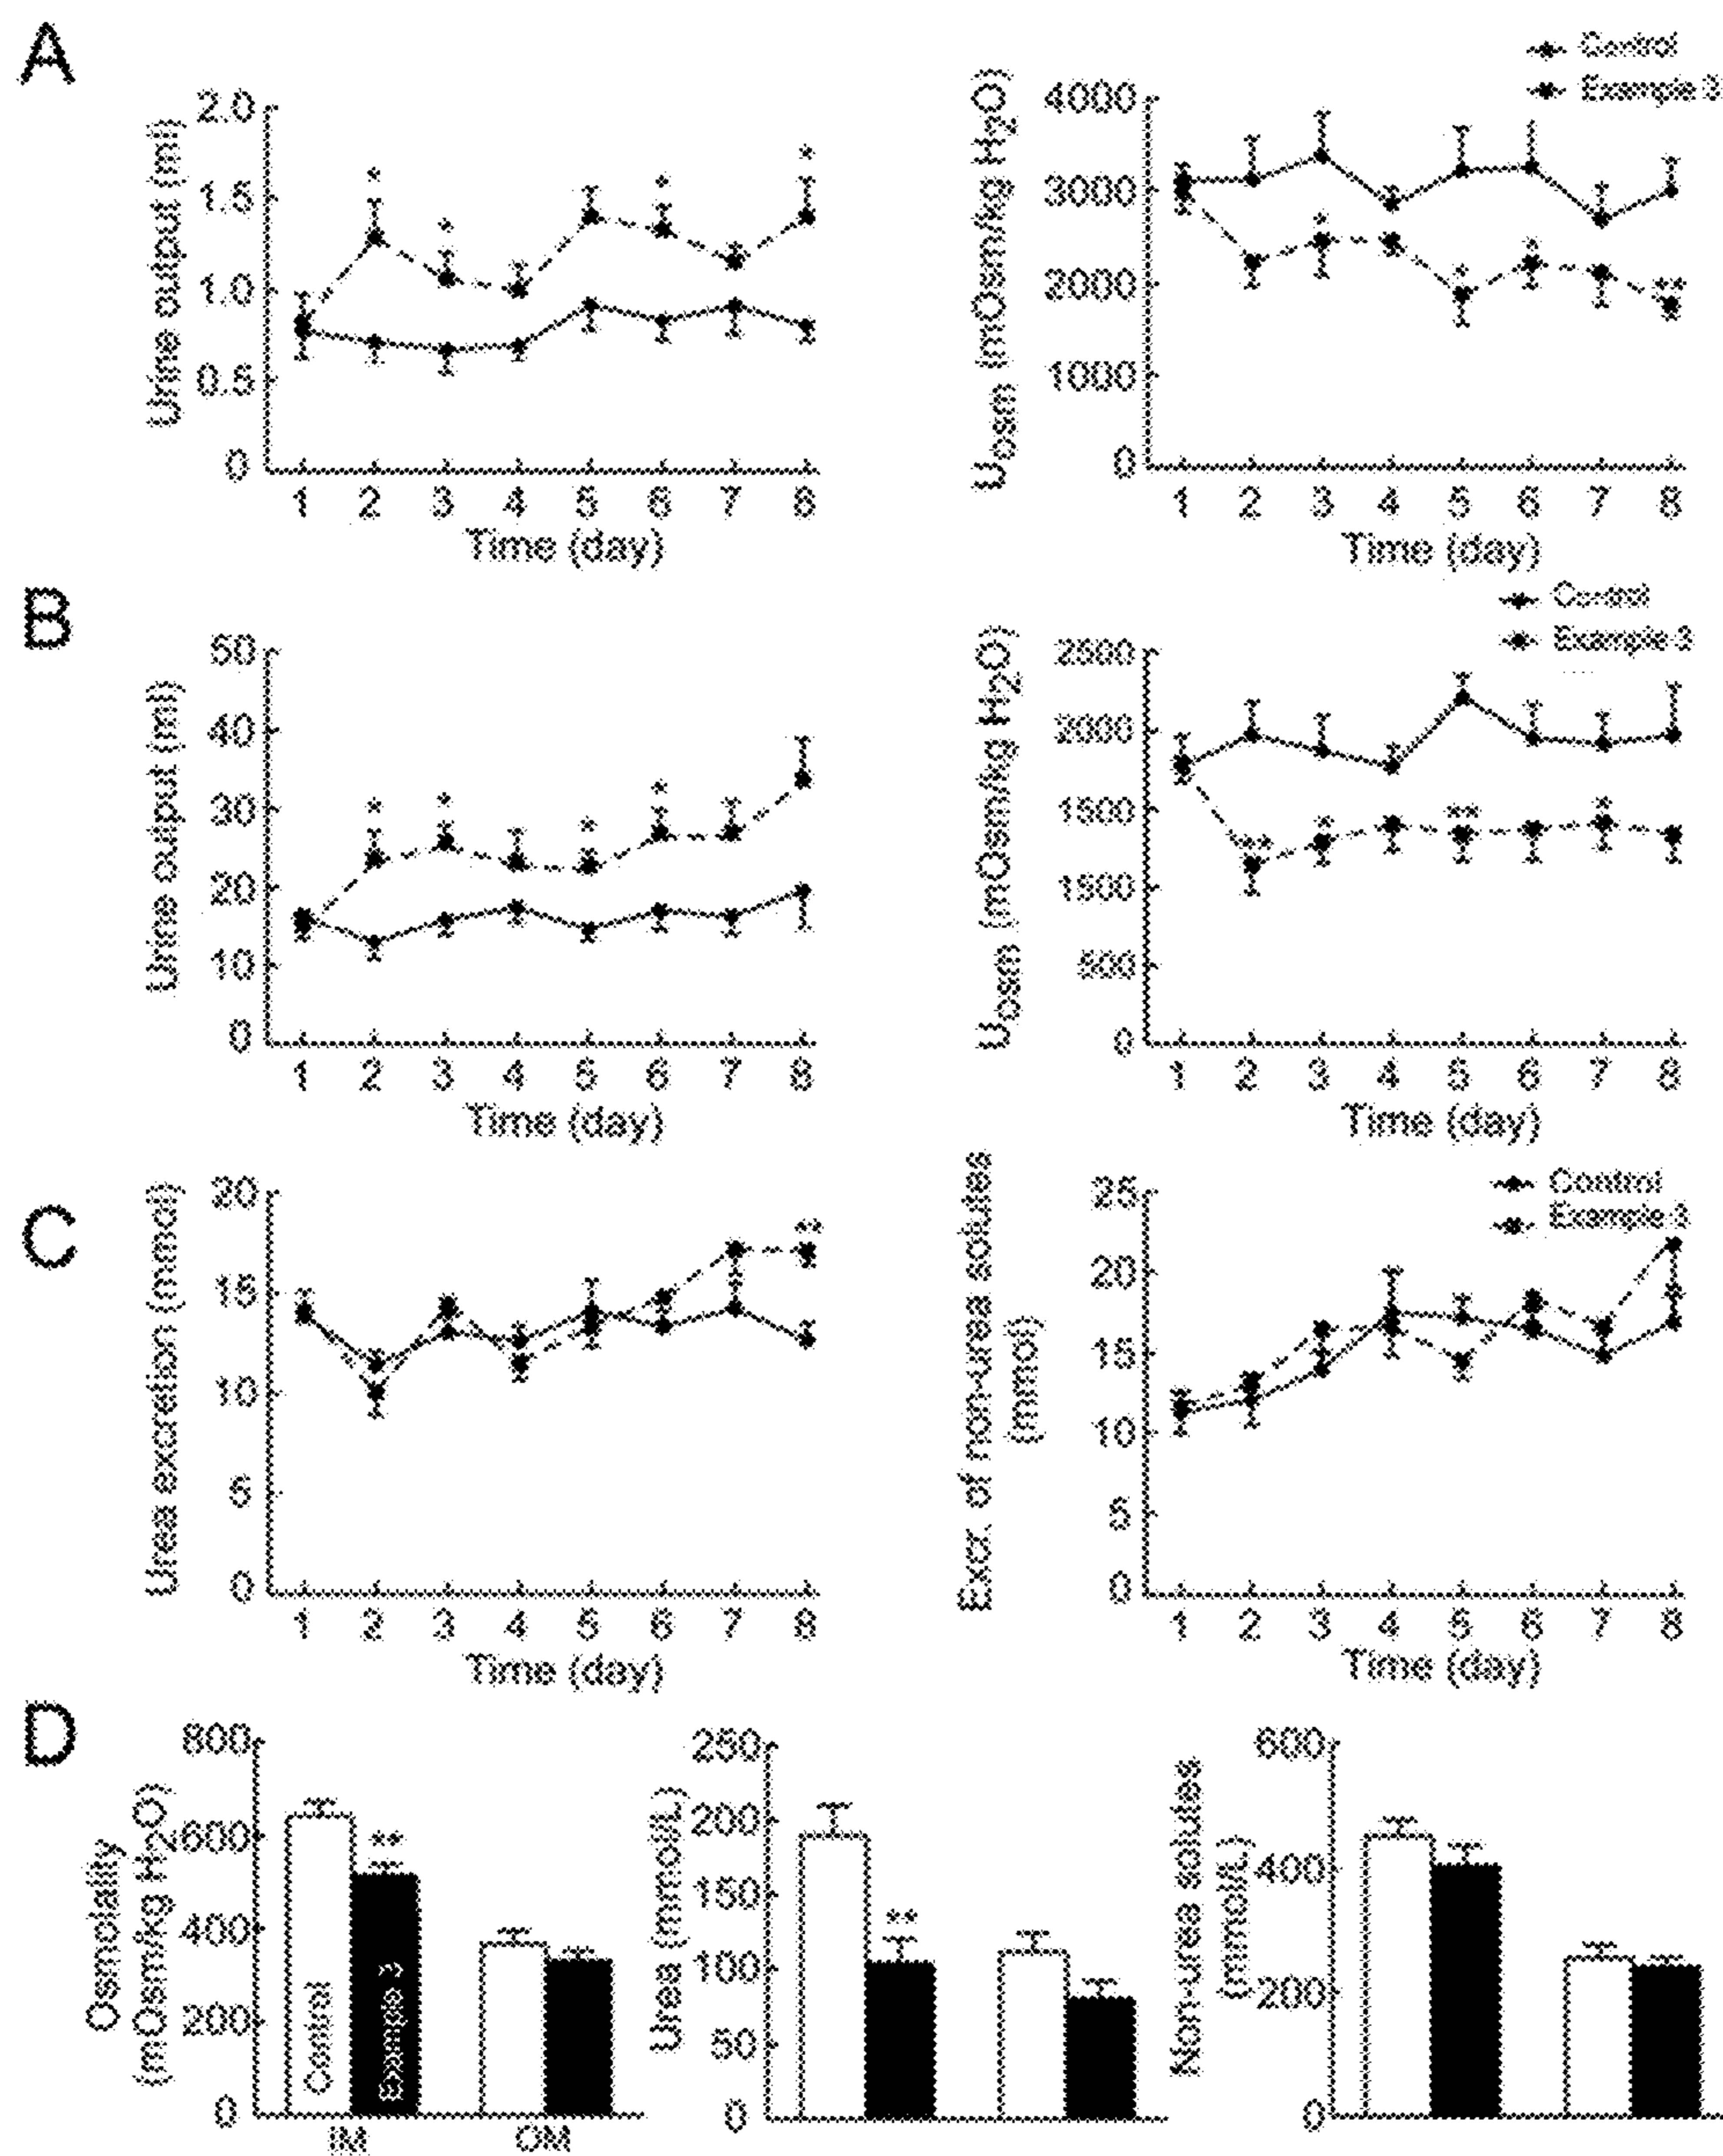 A
Control
Example 3
Urine output (ml)
2.0
1.5
1.0
0.5
0
1 2 3 4 5 6 7 8
Time (day)
Uosm (mOsm/kg H2O)
4000
3000
2000
1000
0
1 2 3 4 5 6 7 8
Time (day)
B
Control
Example 3
Urine output (ml)
50
40
30
20
10
0
1 2 3 4 5 6 7 8
Time (day)
Uosm (mOsm/kg H2O)
2500
2000
1500
1500
500
0
1 2 3 4 5 6 7 8
Time (day)
C
Control
Example 3
Urea excretion (mmol)
20
15
10
5
0
1 2 3 4 5 6 7 8
Time (day)
Excr. of non-urea solutes
(mmol)
25
20
15
10
5
0
1 2 3 4 5 6 7 8
Time (day)
D
Osmolality
(mOsm/kg H2O)
800
600
400
200
0
Control
Example 3
**
IM OM
Urea (mmol/L)
250
200
150
100
50
0
**
Non-urea solutes
(mmol/L)
600
400
200
0